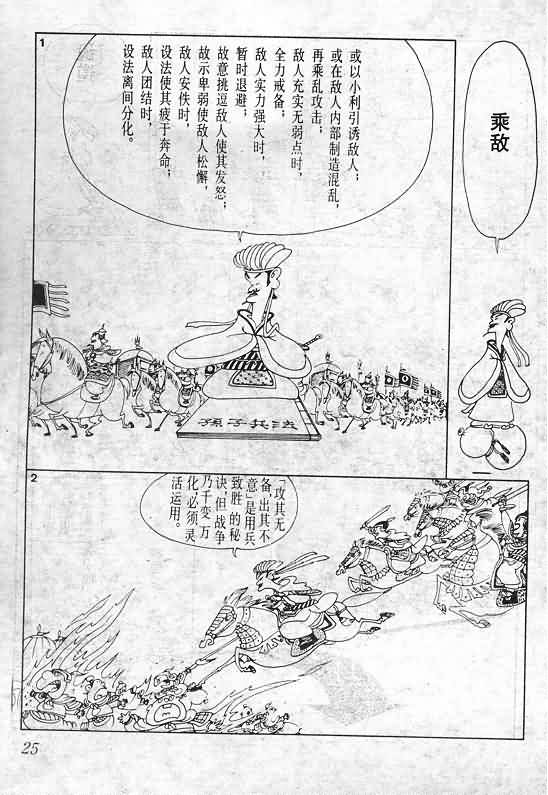 乘敌
1
或以小利引诱敌人；
或在敌人内部制造混乱，
再乘乱攻击；
敌人充实无弱点时，
全力戒备；
敌人实力强大时，
暂时退避；
故意挑逗敌人使其发怒；
故示卑弱使敌人松懈，
敌人安佚时，
设法使其疲于奔命；
敌人团结时，
设法离间分化。
孫子兵法
2
「攻其无
备，出其不
意」是用兵
致胜的秘
诀，但战争
乃千变万
化，必须灵
活运用。
25